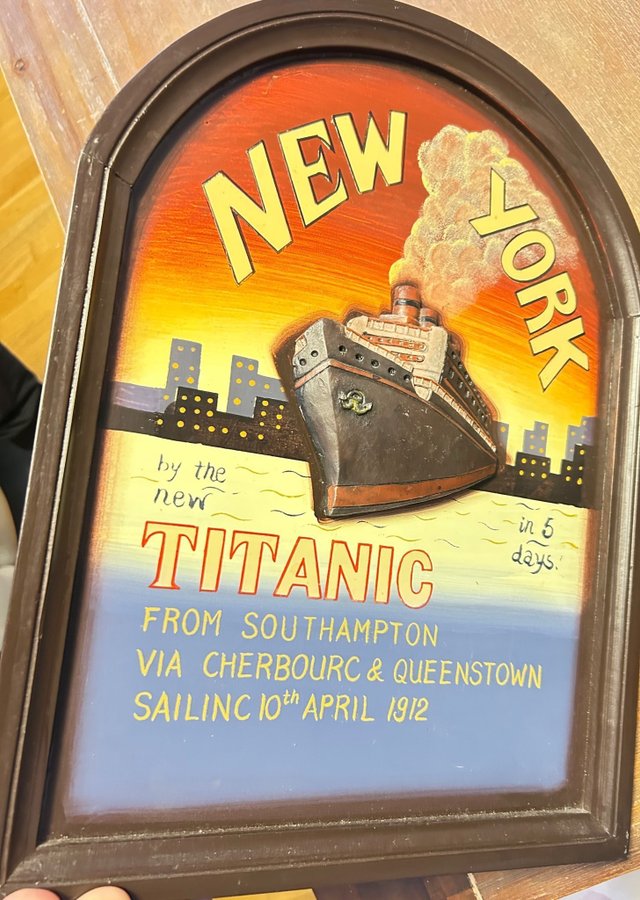 NEW YORK
by the
new
in 5
days.
TITANIC
FROM SOUTHAMPTON
VIA CHERBOURC & QUEENSTOWN
SAILINC 10th APRIL 1912